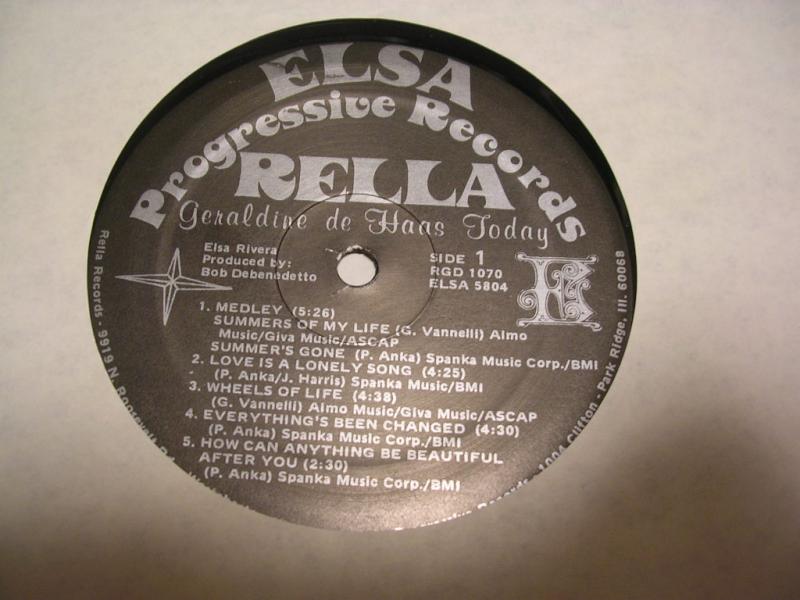 ELSA
Progressive Records
RELLA
Geraldine de Haas Today
Elsa Rivera
Produced by:
Bob Debenedetto
SIDE 1
RGD 1070
ELSA 5804
1. MEDLEY (5:26)
SUMMERS OF MY LIFE (G. Vannelli) Almo
Music/Giva Music/ASCAP
SUMMER'S GONE (P. Anka) Spanka Music Corp./BMI
2. LOVE IS A LONELY SONG (4:25)
(P. Anka/J. Harris) Spanka Music/BMI
3. WHEELS OF LIFE (4:38)
(G. Vannelli) Almo Music/Giva Music/ASCAP
4. EVERYTHING'S BEEN CHANGED (4:30)
(P. Anka) Spanka Music Corp./BMI
5. HOW CAN ANYTHING BE BEAUTIFUL
AFTER YOU (2:30)
(P. Anka) Spanka Music Corp./BMI
Rella Records - 9919 N.
Records - 1004 Clifton - Park Ridge, Ill. 60068